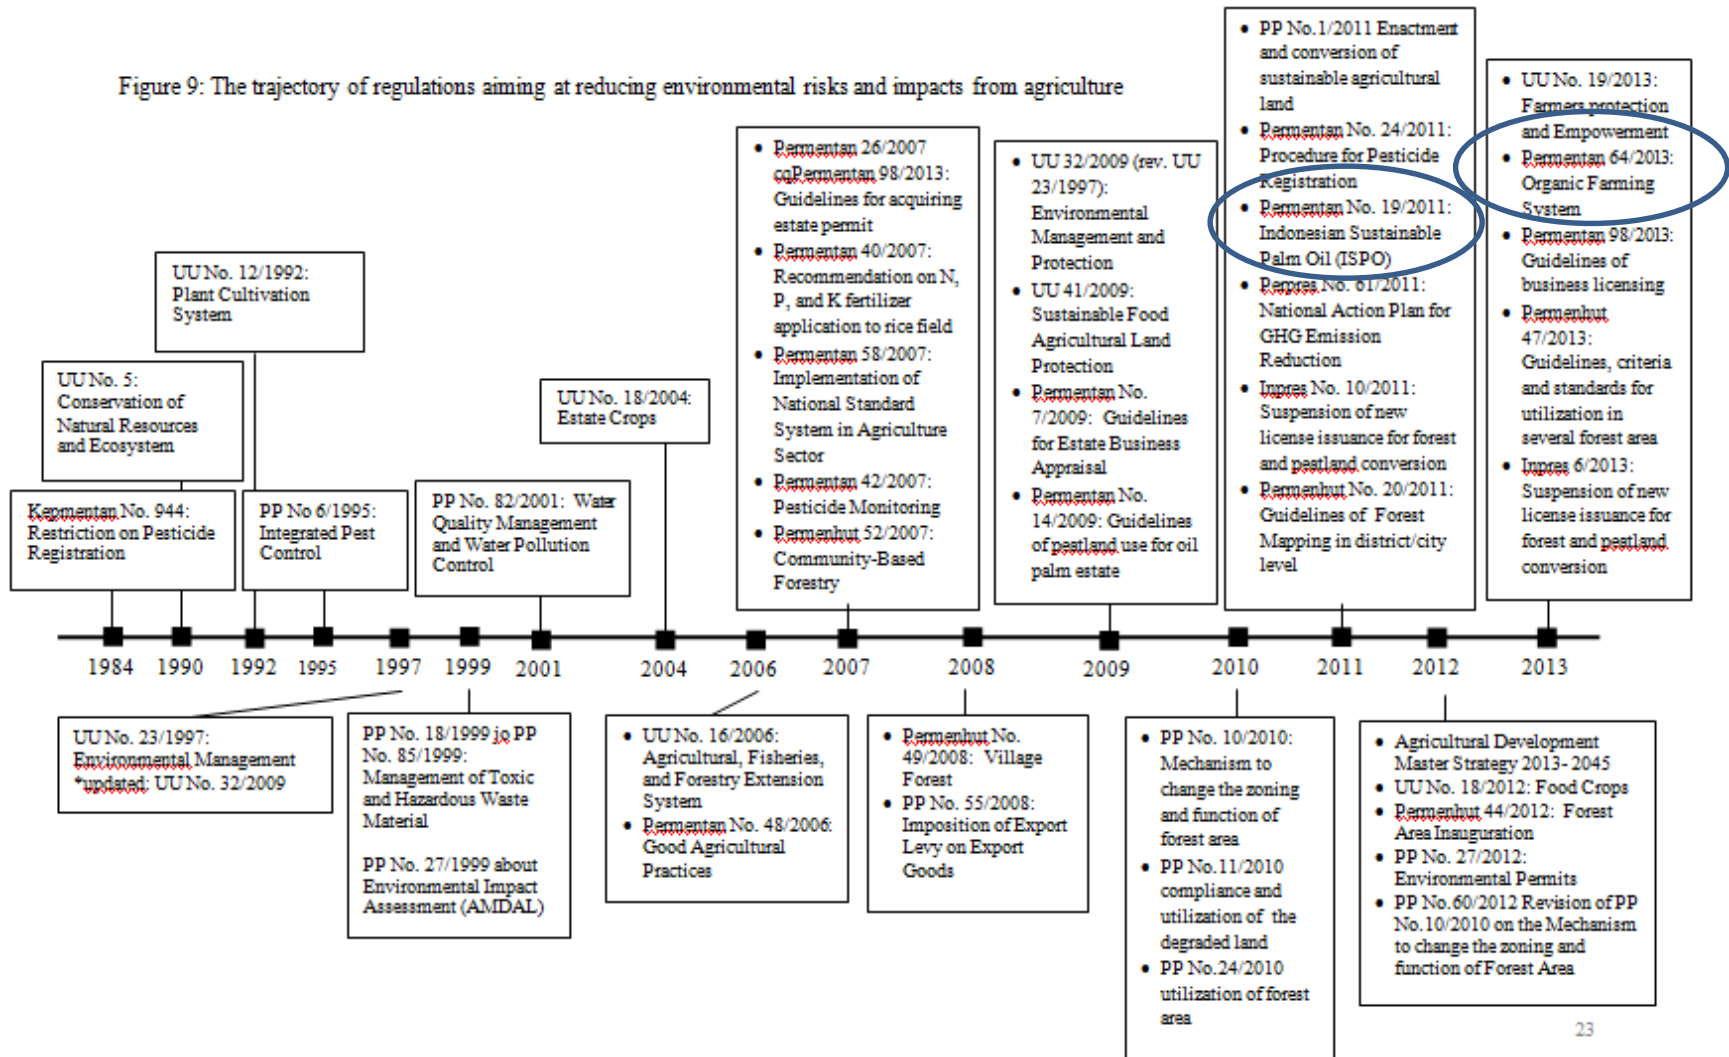 Figure 9: The trajectory of regulations aiming at reducing environmental risks and impacts from agriculture
Kepmentan No. 944:
Restriction on Pesticide
Registration
UU No. 5:
Conservation of
Natural Resources
and Ecosystem
UU No. 12/1992:
Plant Cultivation
System
PP No 6/1995:
Integrated Pest
Control
PP No. 82/2001: Water
Quality Management
and Water Pollution
Control
UU No. 18/2004:
Estate Crops
• Permentan 26/2007
cqPermentan 98/2013:
Guidelines for acquiring
estate permit
• Permentan 40/2007:
Recommendation on N,
P, and K fertilizer
application to rice field
• Permentan 58/2007:
Implementation of
National Standard
System in Agriculture
Sector
• Permentan 42/2007:
Pesticide Monitoring
• Permenhut 52/2007:
Community-Based
Forestry
• UU 32/2009 (rev. UU
23/1997):
Environmental
Management and
Protection
• UU 41/2009:
Sustainable Food
Agricultural Land
Protection
• Permentan No.
7/2009: Guidelines
for Estate Business
Appraisal
• Permentan No.
14/2009: Guidelines
of peatland use for oil
palm estate
• PP No.1/2011 Enactment
and conversion of
sustainable agricultural
land
• Permentan No. 24/2011:
Procedure for Pesticide
Registration
• Permentan No. 19/2011:
Indonesian Sustainable
Palm Oil (ISPO)
• Perpres No. 61/2011:
National Action Plan for
GHG Emission
Reduction
• Inpres No. 10/2011:
Suspension of new
license issuance for forest
and peatland conversion
• Permenhut No. 20/2011:
Guidelines of Forest
Mapping in district/city
level
• UU No. 19/2013:
Farmers protection
and Empowerment
• Permentan 64/2013:
Organic Farming
System
• Permentan 98/2013:
Guidelines of
business licensing
• Permenhut
47/2013:
Guidelines, criteria
and standards for
utilization in
several forest area
• Inpres 6/2013:
Suspension of new
license issuance for
forest and peatland
conversion
1984 1990 1992 1995 1997 1999 2001 2004 2006 2007 2008 2009 2010 2011 2012 2013
UU No. 23/1997:
Environmental Management
*updated: UU No. 32/2009
PP No. 18/1999 jo PP
No. 85/1999:
Management of Toxic
and Hazardous Waste
Material
PP No. 27/1999 about
Environmental Impact
Assessment (AMDAL)
• UU No. 16/2006:
Agricultural, Fisheries,
and Forestry Extension
System
• Permentan No. 48/2006:
Good Agricultural
Practices
• Permenhut No.
49/2008: Village
Forest
• PP No. 55/2008:
Imposition of Export
Levy on Export
Goods
• PP No. 10/2010:
Mechanism to
change the zoning
and function of
forest area
• PP No.11/2010
compliance and
utilization of the
degraded land
• PP No.24/2010
utilization of forest
area
• Agricultural Development
Master Strategy 2013- 2045
• UU No. 18/2012: Food Crops
• Permenhut 44/2012: Forest
Area Inauguration
• PP No. 27/2012:
Environmental Permits
• PP No.60/2012 Revision of PP
No.10/2010 on the Mechanism
to change the zoning and
function of Forest Area
23